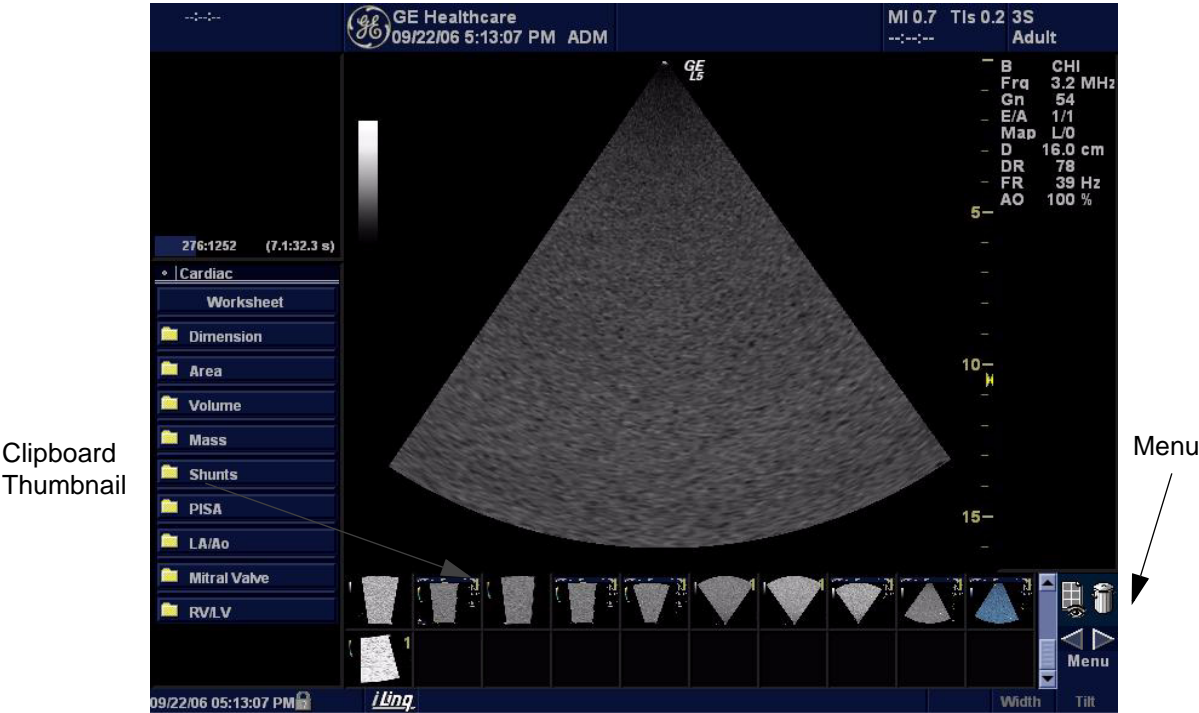 --:--:--
GE Healthcare
09/22/06 5:13:07 PM ADM
MI 0.7 TIs 0.2 3S
--:--:-- Adult
GE
L5
B CHI
Frq 3.2 MHz
Gn 54
E/A 1/1
Map L/0
D 16.0 cm
DR 78
FR 39 Hz
AO 100 %
5
10
15
276:1252 (7.1:32.3 s)
Cardiac
Worksheet
Dimension
Area
Volume
Mass
Shunts
PISA
LA/Ao
Mitral Valve
RV/LV
Clipboard
Thumbnail
Menu
1
Menu
09/22/06 05:13:07 PM
iLinq
Width
Tilt